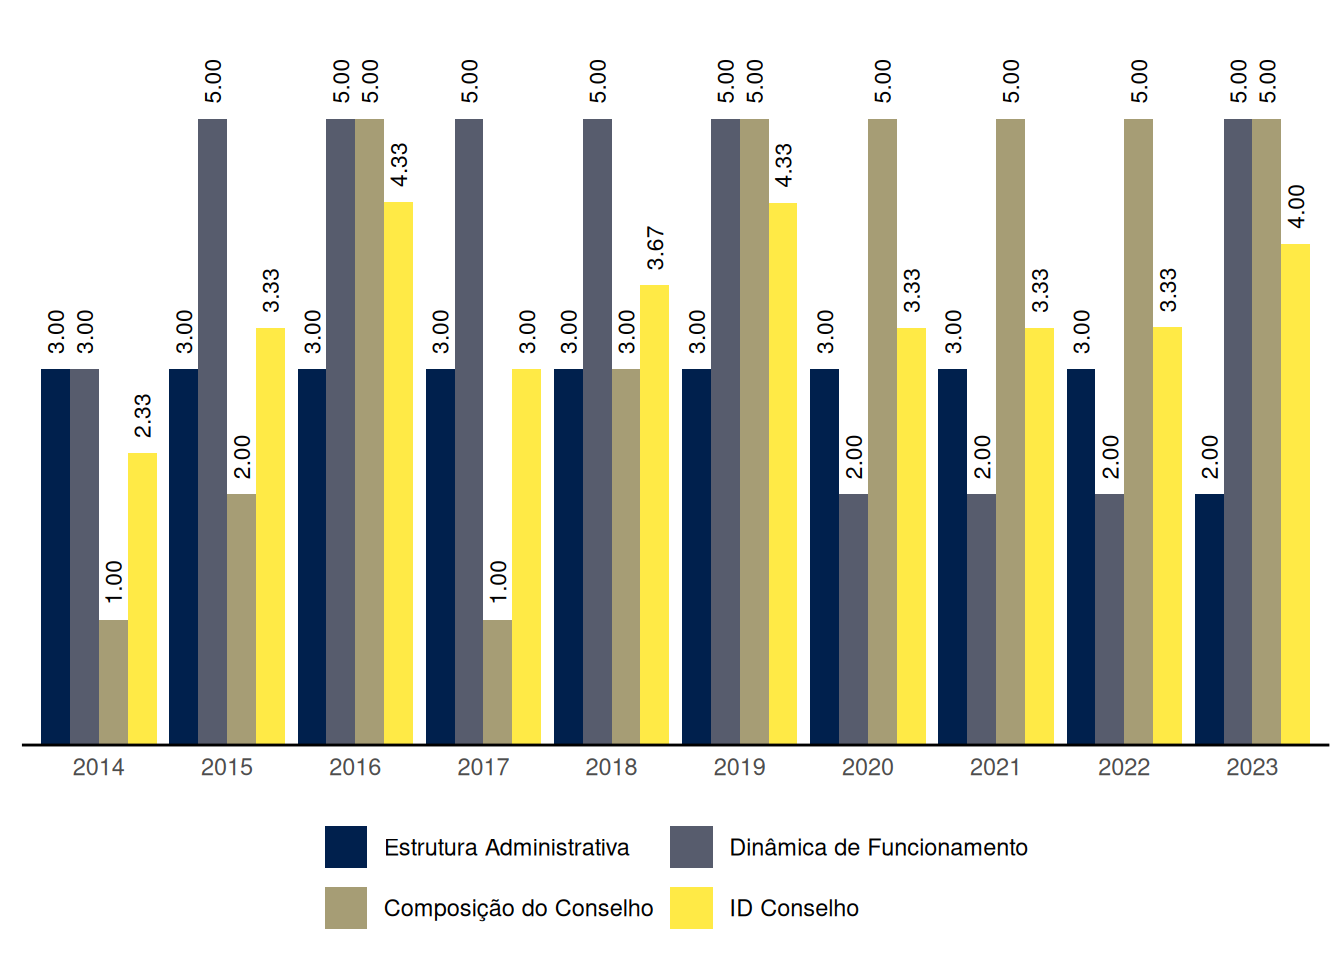 3.00 3.00 1.00 2.33
3.00 5.00 2.00 3.33
3.00 5.00 5.00 4.33
3.00 5.00 1.00 3.00
3.00 5.00 3.00 3.67
3.00 5.00 5.00 4.33
3.00 2.00 5.00 3.33
3.00 2.00 5.00 3.33
3.00 2.00 5.00 3.33
2.00 5.00 5.00 4.00
2014 2015 2016 2017 2018 2019 2020 2021 2022 2023
Estrutura Administrativa Dinâmica de Funcionamento
Composição do Conselho ID Conselho